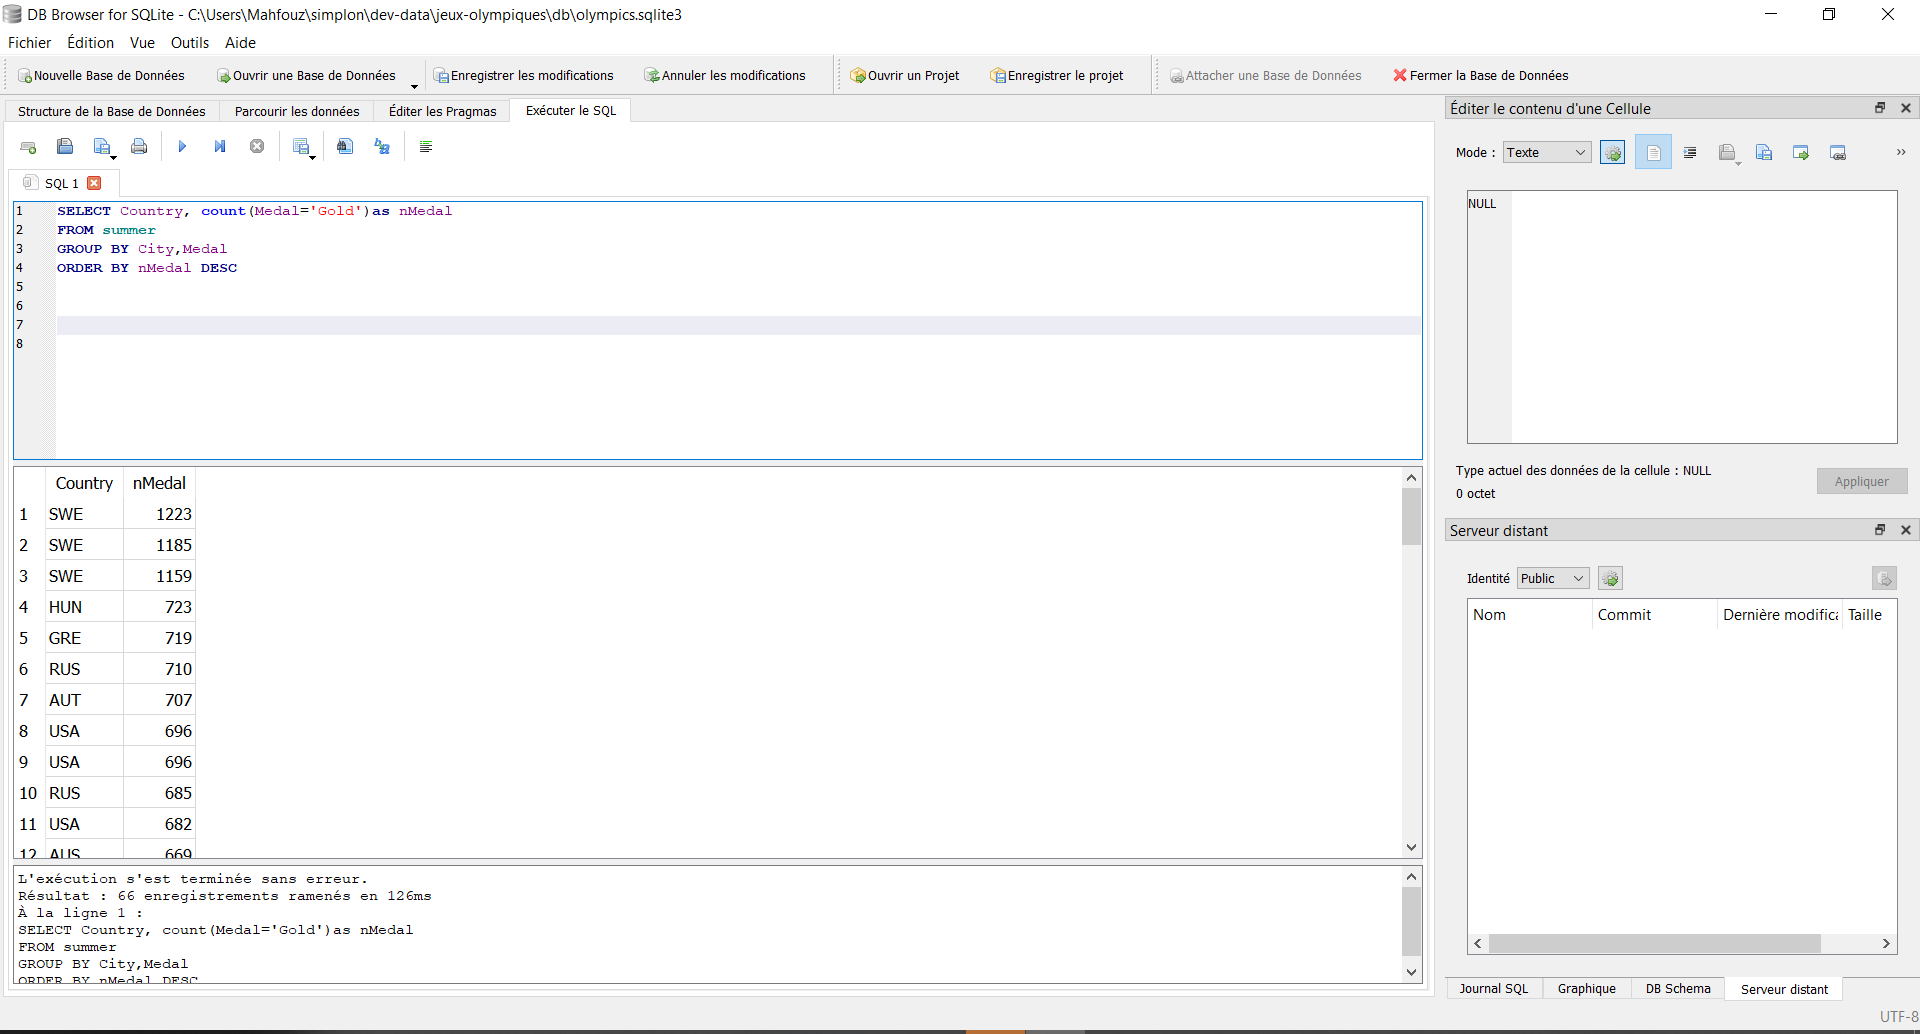 DB Browser for SQLite - C:\Users\Mahfouz\simplon\dev-data\jeux-olympiques\db\olympics.sqlite3
Fichier Édition Vue Outils Aide
Nouvelle Base de Données Ouvrir une Base de Données Enregistrer les modifications Annuler les modifications Ouvrir un Projet Enregistrer le projet Attacher une Base de Données Fermer la Base de Données
Structure de la Base de Données Parcourir les données Éditer les Pragmas Exécuter le SQL
SQL 1
1 SELECT Country, count(Medal='Gold')as nMedal
2 FROM summer
3 GROUP BY City,Medal
4 ORDER BY nMedal DESC
5
6
7
8
Country nMedal
1 SWE 1223
2 SWE 1185
3 SWE 1159
4 HUN 723
5 GRE 719
6 RUS 710
7 AUT 707
8 USA 696
9 USA 696
10 RUS 685
11 USA 682
12 AUS 669
L'exécution s'est terminée sans erreur.
Résultat : 66 enregistrements ramenés en 126ms
À la ligne 1 :
SELECT Country, count(Medal='Gold')as nMedal
FROM summer
GROUP BY City,Medal
ORDER BY nMedal DESC
Éditer le contenu d'une Cellule
Mode : Texte
NULL
Type actuel des données de la cellule : NULL
0 octet
Appliquer
Serveur distant
Identité Public
Nom Commit Dernière modifica Taille
Journal SQL Graphique DB Schema Serveur distant
UTF-8